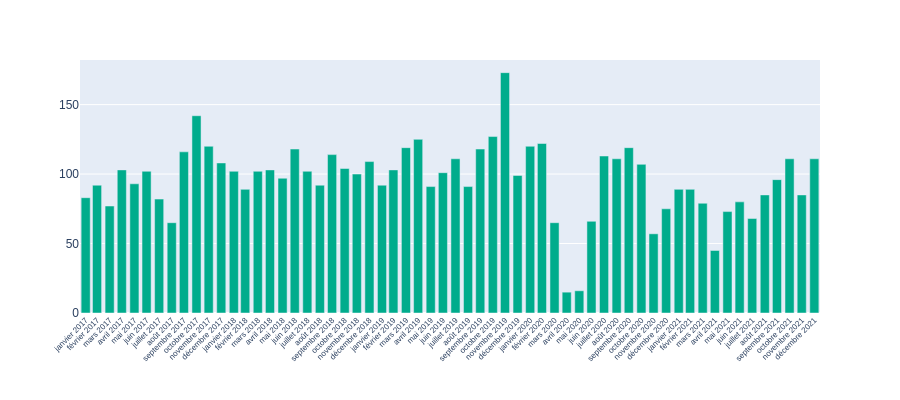 150
100
50
0
janvier 2017
février 2017
mars 2017
avril 2017
mai 2017
juin 2017
juillet 2017
août 2017
septembre 2017
octobre 2017
novembre 2017
décembre 2017
janvier 2018
février 2018
mars 2018
avril 2018
mai 2018
juin 2018
juillet 2018
août 2018
septembre 2018
octobre 2018
novembre 2018
décembre 2018
janvier 2019
février 2019
mars 2019
avril 2019
mai 2019
juin 2019
juillet 2019
août 2019
septembre 2019
octobre 2019
novembre 2019
décembre 2019
janvier 2020
février 2020
mars 2020
avril 2020
mai 2020
juin 2020
juillet 2020
août 2020
septembre 2020
octobre 2020
novembre 2020
décembre 2020
janvier 2021
février 2021
mars 2021
avril 2021
mai 2021
juin 2021
juillet 2021
août 2021
septembre 2021
octobre 2021
novembre 2021
décembre 2021